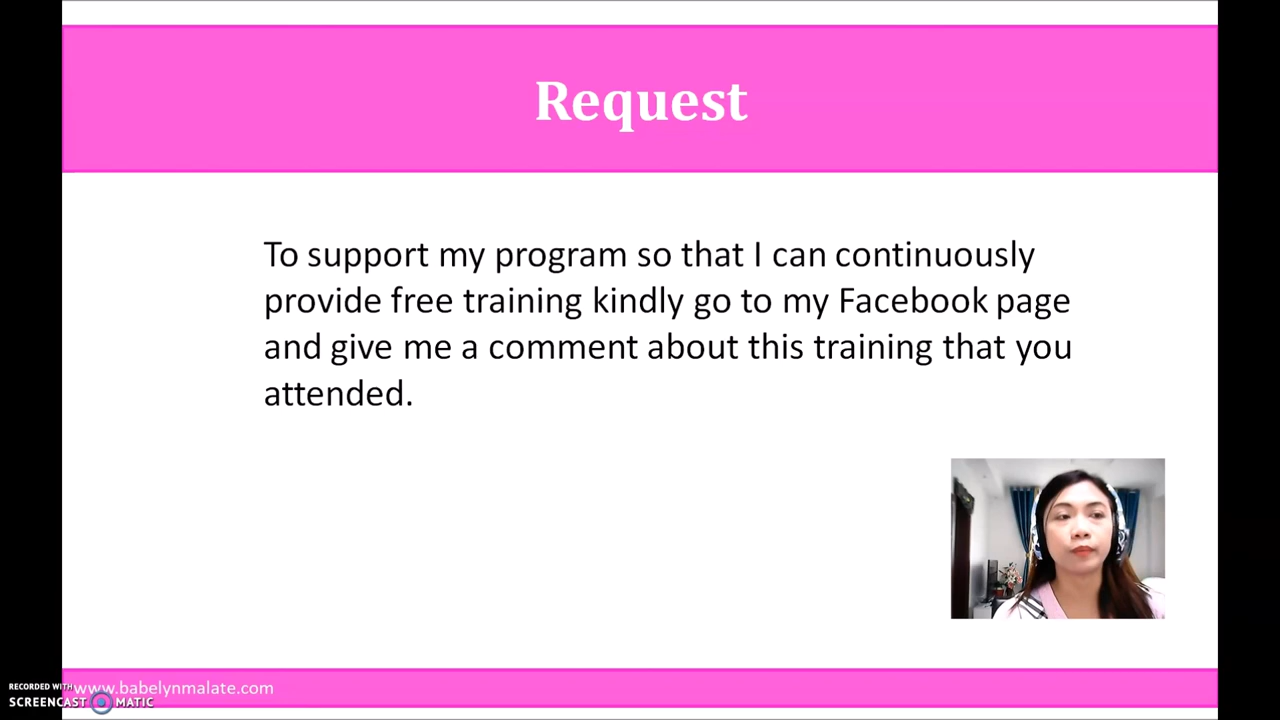 Request
To support my program so that I can continuously
provide free training kindly go to my Facebook page
and give me a comment about this training that you
attended.
www.babelynmalate.com
RECORDED WITH
SCREENCAST MATIC